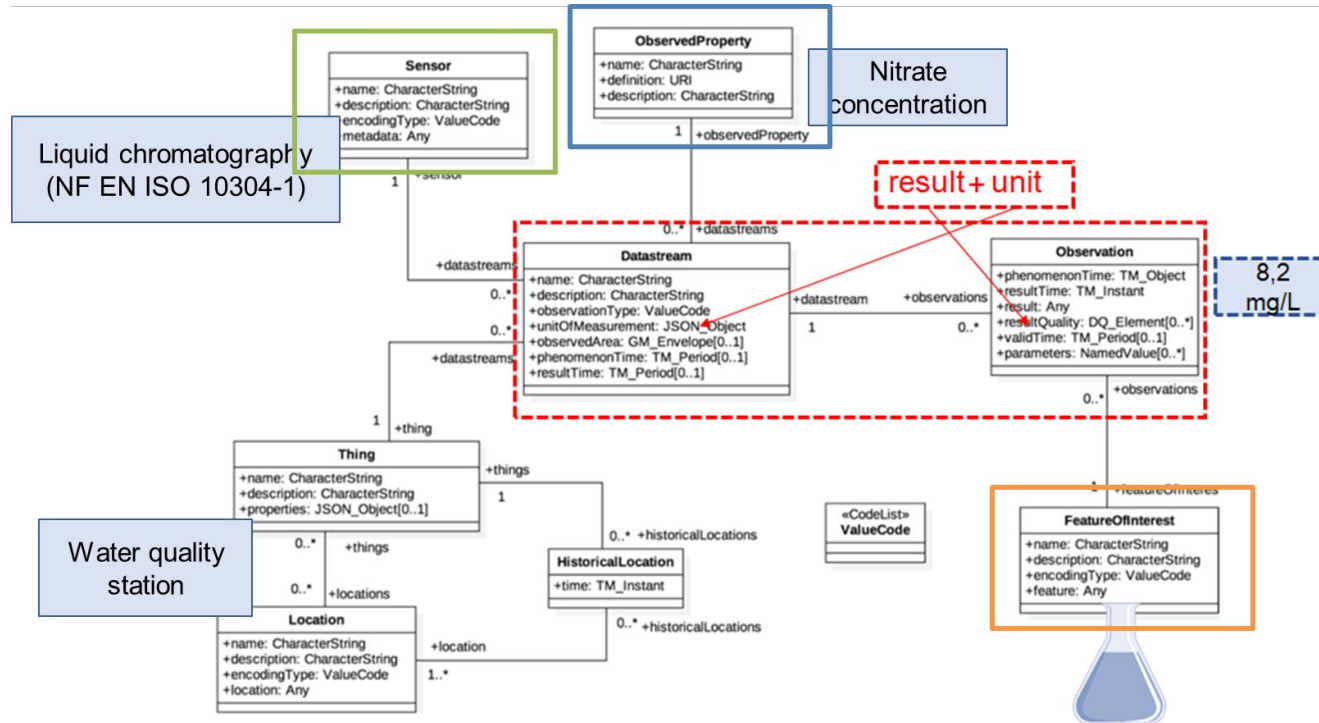 ObservedProperty
+name: CharacterString
+definition: URI
+description: CharacterString
Nitrate
concentration
Sensor
+name: CharacterString
+description: CharacterString
+encodingType: ValueCode
+metadata: Any
Liquid chromatography
(NF EN ISO 10304-1)
1
+sensor
1
+observedProperty
result + unit
0..*
+datastreams
Datastream
+name: CharacterString
+description: CharacterString
+observationType: ValueCode
+unitOfMeasurement: JSON_Object
+observedArea: GM_Envelope[0..1]
+phenomenonTime: TM_Period[0..1]
+resultTime: TM_Period[0..1]
+datastreams
0..*
0..*
+datastreams
+datastream
1
+observations
0..*
Observation
+phenomenonTime: TM_Object
+resultTime: TM_Instant
+result: Any
+resultQuality: DQ_Element[0..*]
+validTime: TM_Period[0..1]
+parameters: NamedValue[0..*]
8,2
mg/L
+observations
0..*
1
+thing
Thing
+name: CharacterString
+description: CharacterString
+properties: JSON_Object[0..1]
+things
1
0..*
+historicalLocations
HistoricalLocation
+time: TM_Instant
0..*
+historicalLocations
«CodeList»
ValueCode
1
+featureOfInteres
FeatureOfInterest
+name: CharacterString
+description: CharacterString
+encodingType: ValueCode
+feature: Any
Water quality
station
0..*
+things
0..*
+locations
Location
+name: CharacterString
+description: CharacterString
+encodingType: ValueCode
+location: Any
+location
1..*